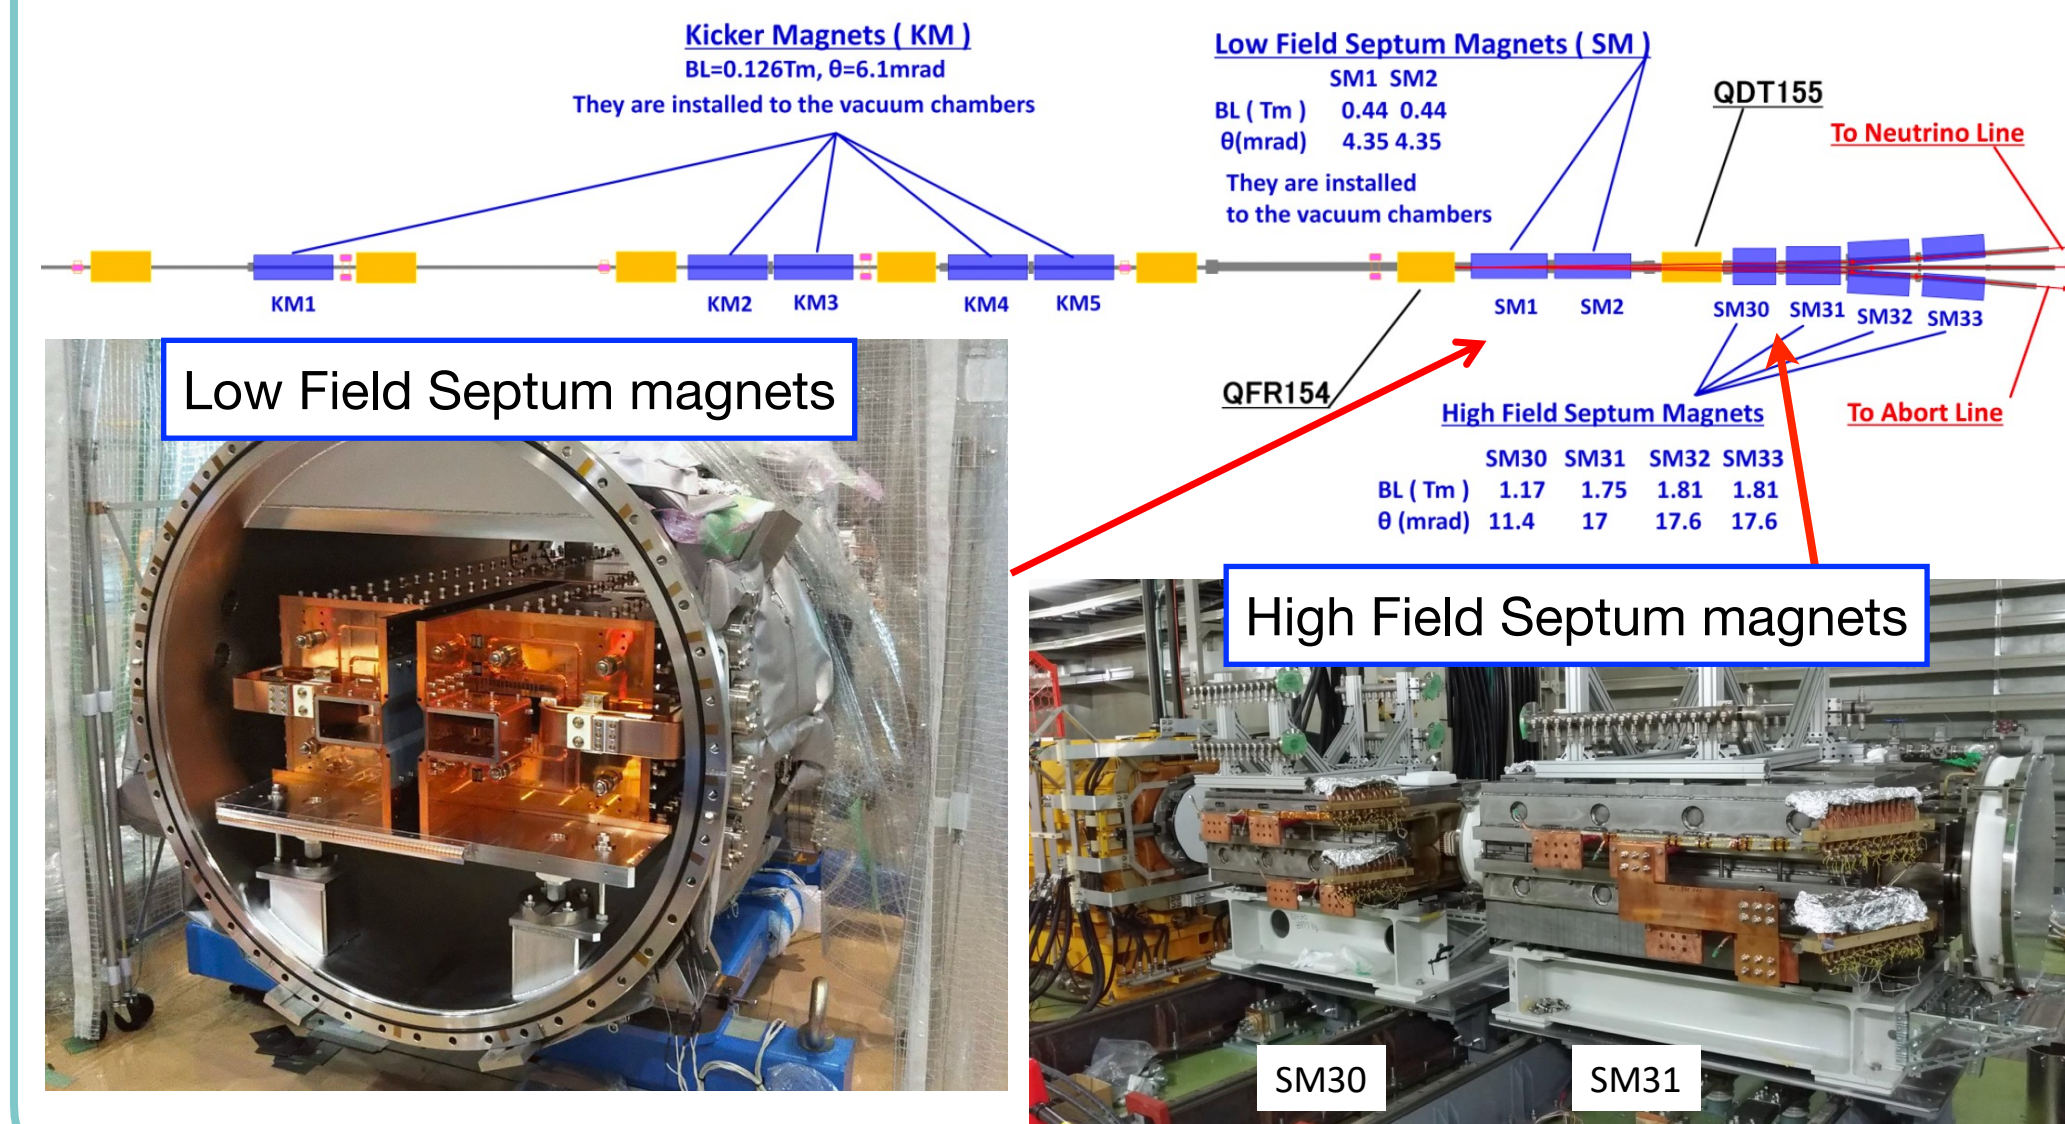 Kicker Magnets ( KM )
BL=0.126Tm, θ=6.1mrad
They are installed to the vacuum chambers
Low Field Septum Magnets ( SM )
SM1 SM2
BL ( Tm ) 0.44 0.44
θ(mrad) 4.35 4.35
They are installed
to the vacuum chambers
QDT155
To Neutrino Line
KM1
KM2
KM3
KM4
KM5
SM1
SM2
SM30
SM31
SM32
SM33
QFR154
To Abort Line
High Field Septum Magnets
SM30 SM31 SM32 SM33
BL ( Tm ) 1.17 1.75 1.81 1.81
θ (mrad) 11.4 17 17.6 17.6
Low Field Septum magnets
High Field Septum magnets
SM30
SM31